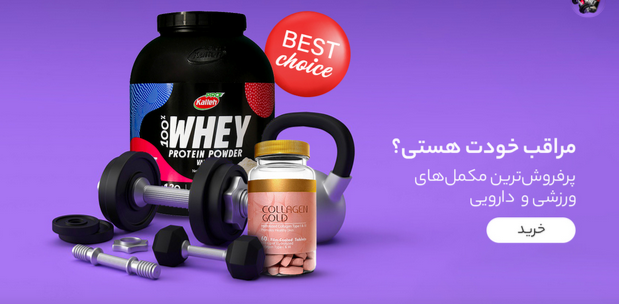 BEST
choice
Kalleh
100%
WHEY
PROTEIN POWDER
COLLAGEN
GOLD
مراقب خودت هستی؟
پرفروش‌ترین مکمل‌های
ورزشی و دارویی
خرید